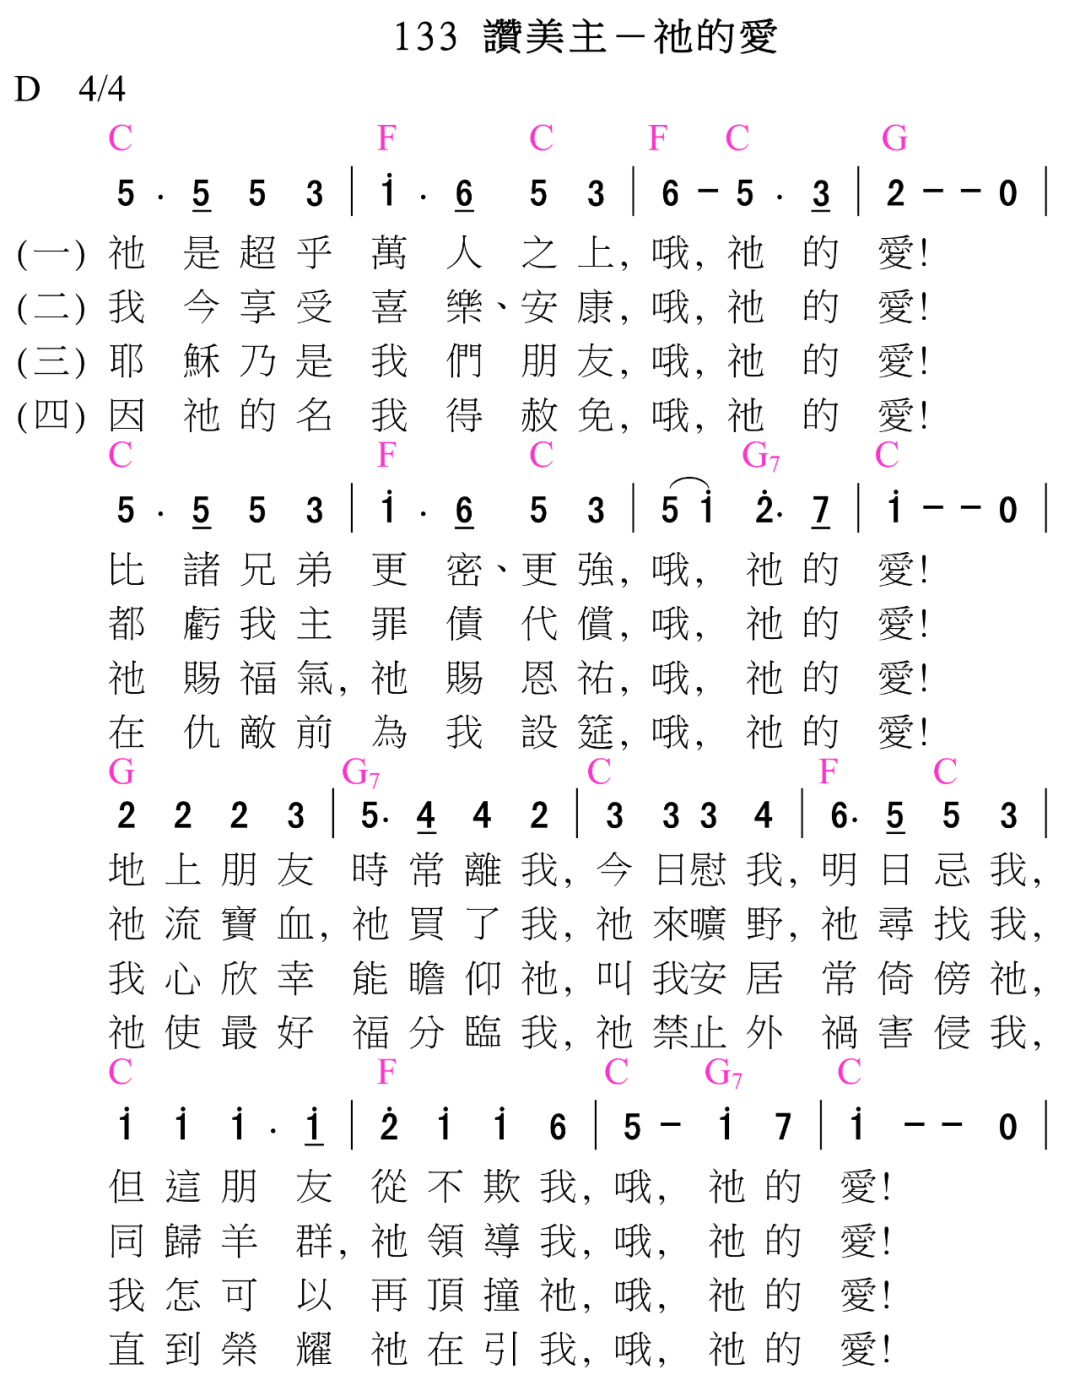 133 讚美主－祂的愛
D 4/4
C F C F C G
5 · 5 5 3 | i · 6 5 3 | 6 － 5 · 3 | 2 － － 0 |
(一) 祂是超乎萬人之上,哦,祂的愛!
(二) 我今享受喜樂、安康,哦,祂的愛!
(三) 耶穌乃是我們朋友,哦,祂的愛!
(四) 因祂的名我得赦免,哦,祂的愛!
C F C G7 C
5 · 5 5 3 | i · 6 5 3 | 5 i 2̇· 7 | i － － 0 |
比諸兄弟更密、更強,哦,祂的愛!
都虧我主罪債代償,哦,祂的愛!
祂賜福氣,祂賜恩祐,哦,祂的愛!
在仇敵前為我設筵,哦,祂的愛!
G G7 C F C
2 2 2 3 | 5· 4 4 2 | 3 3 3 4 | 6· 5 5 3 |
地上朋友時常離我,今日慰我,明日忌我,
祂流寶血,祂買了我,祂來曠野,祂尋找我,
我心欣幸能瞻仰祂,叫我安居常倚傍祂,
祂使最好福分臨我,祂禁止外禍害侵我,
C F C G7 C
i i i · i | 2̇ i i 6 | 5 － i 7 | i － － 0 |
但這朋友從不欺我,哦,祂的愛!
同歸羊群,祂領導我,哦,祂的愛!
我怎可以再頂撞祂,哦,祂的愛!
直到榮耀祂在引我,哦,祂的愛!